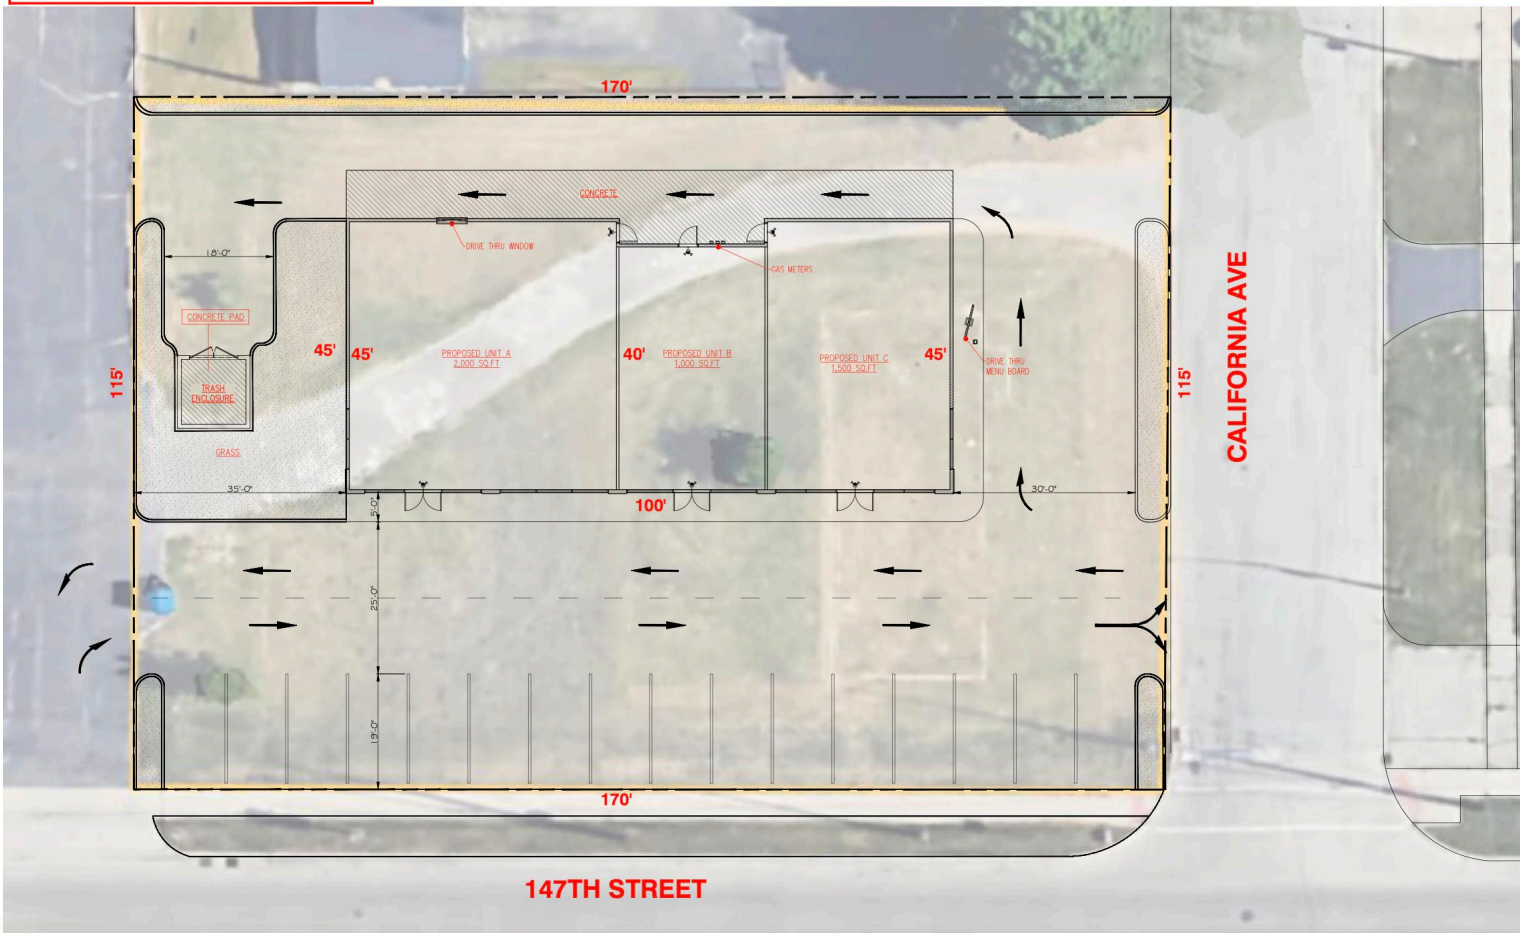 170'
CONCRETE
DRIVE THRU WINDOW
18'-0"
GAS METERS
CONCRETE PAD
45'
45'
PROPOSED UNIT A
2,000 SQ.FT
40'
PROPOSED UNIT B
1,000 SQ.FT
PROPOSED UNIT C
1,500 SQ.FT
45'
DRIVE THRU
MENU BOARD
115'
115'
CALIFORNIA AVE
TRASH
ENCLOSURE
GRASS
35'-0"
5'-0"
100'
30'-0"
25'-0"
19'-0"
170'
147TH STREET